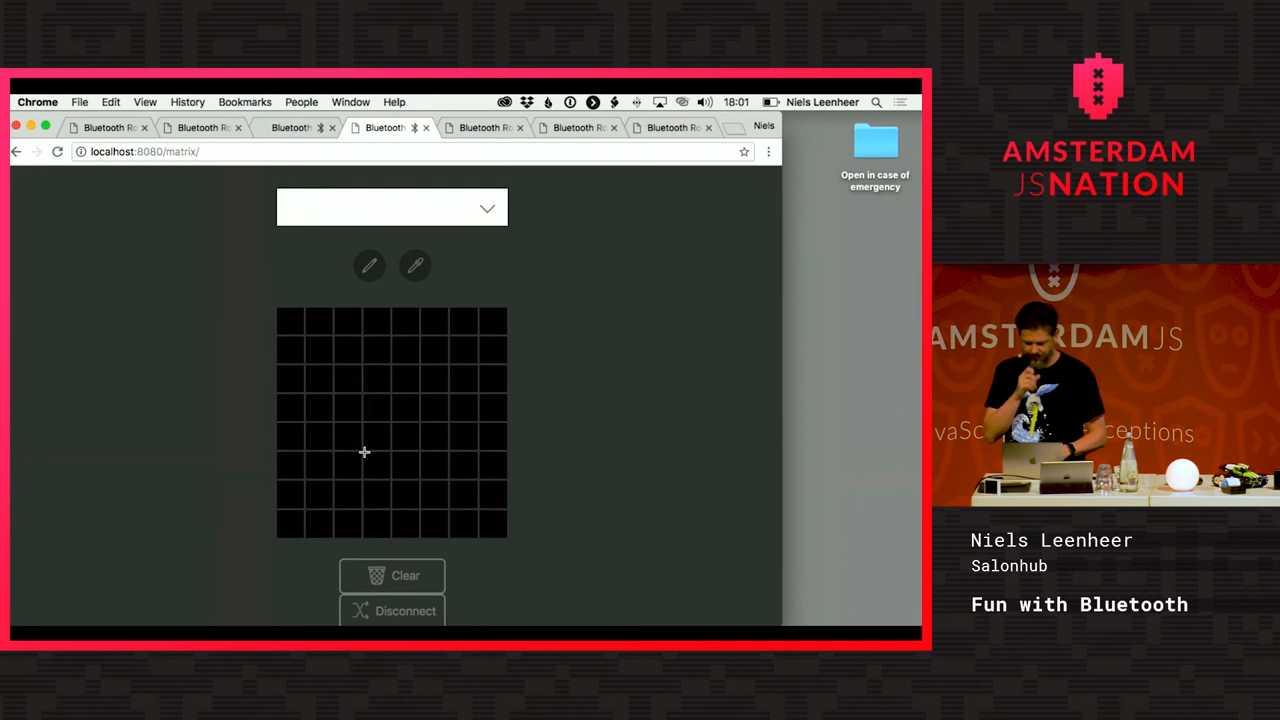 Chrome File Edit View History Bookmarks People Window Help 18:01 Niels Leenheer
Bluetooth Ro Bluetooth Ro Bluetooth Bluetooth Bluetooth Ro Bluetooth Ro Bluetooth Ro Niels
localhost:8080/matrix/
Open in case of
emergency
Clear
Disconnect
AMSTERDAM
JSNATION
AMSTERDAMJS
Niels Leenheer
Salonhub
Fun with Bluetooth